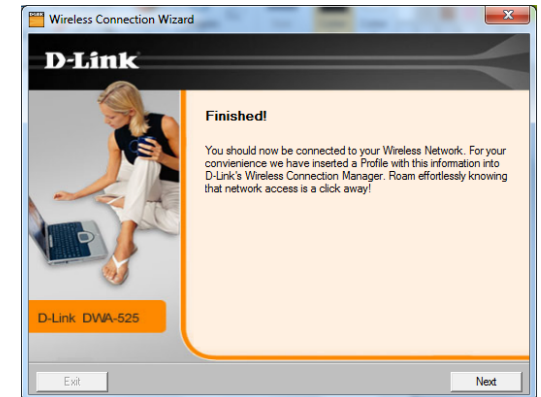 Wireless Connection Wizard
D-Link
Finished!
You should now be connected to your Wireless Network. For your
convienience we have inserted a Profile with this information into
D-Link's Wireless Connection Manager. Roam effortlessly knowing
that network access is a click away!
D-Link DWA-525
Exit
Next